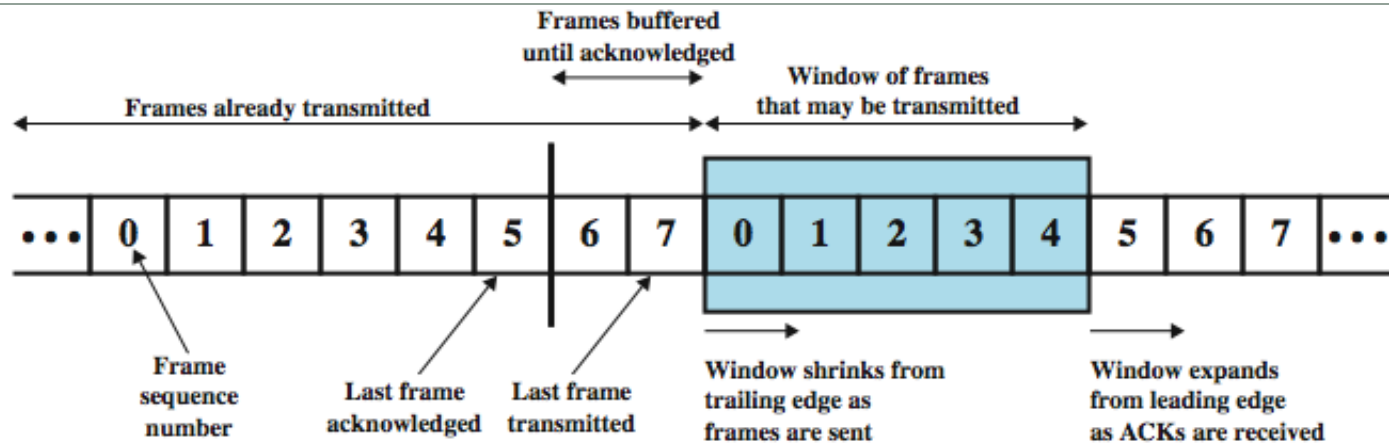 Frames buffered
until acknowledged
Window of frames
that may be transmitted
Frames already transmitted
••• 0 1 2 3 4 5 6 7 0 1 2 3 4 5 6 7 •••
Frame
sequence
number
Last frame
acknowledged
Last frame
transmitted
Window shrinks from
trailing edge as
frames are sent
Window expands
from leading edge
as ACKs are received